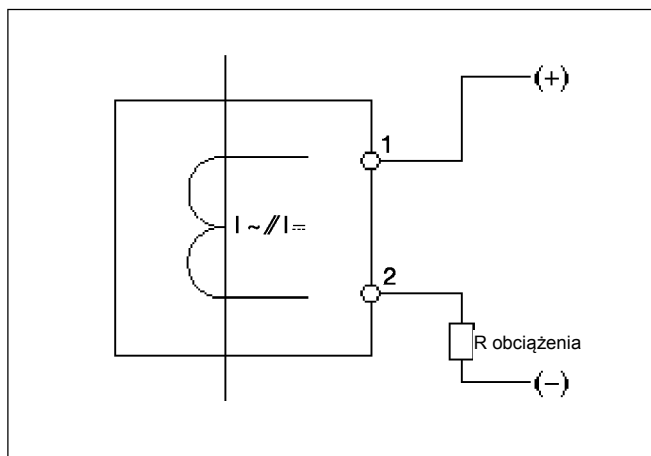 (+)
1
I ~ // I ⎓
2
R obciążenia
(−)